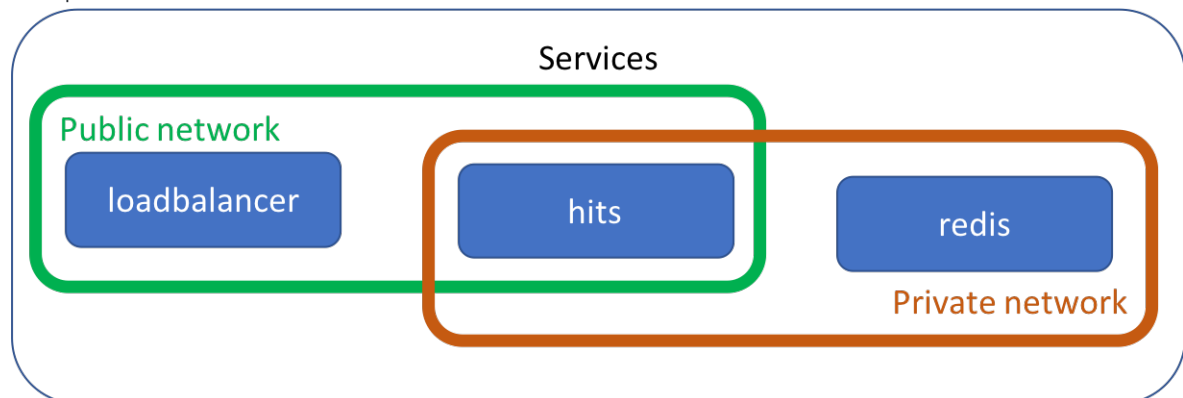 Services
Public network
loadbalancer
hits
redis
Private network